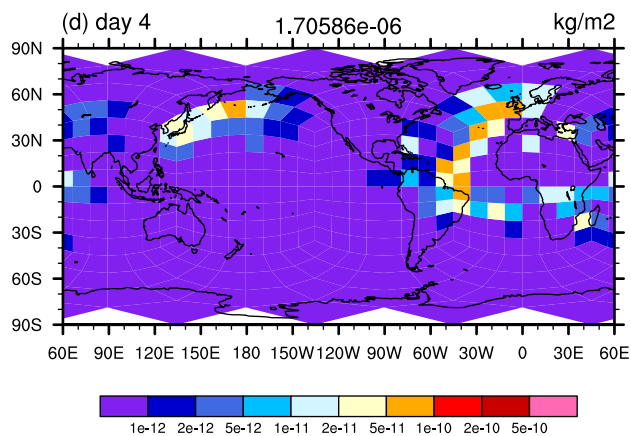 (d) day 4 1.70586e-06 kg/m2
90N
60N
30N
0
30S
60S
90S
60E 90E 120E 150E 180 150W 120W 90W 60W 30W 0 30E 60E
1e-12 2e-12 5e-12 1e-11 2e-11 5e-11 1e-10 2e-10 5e-10